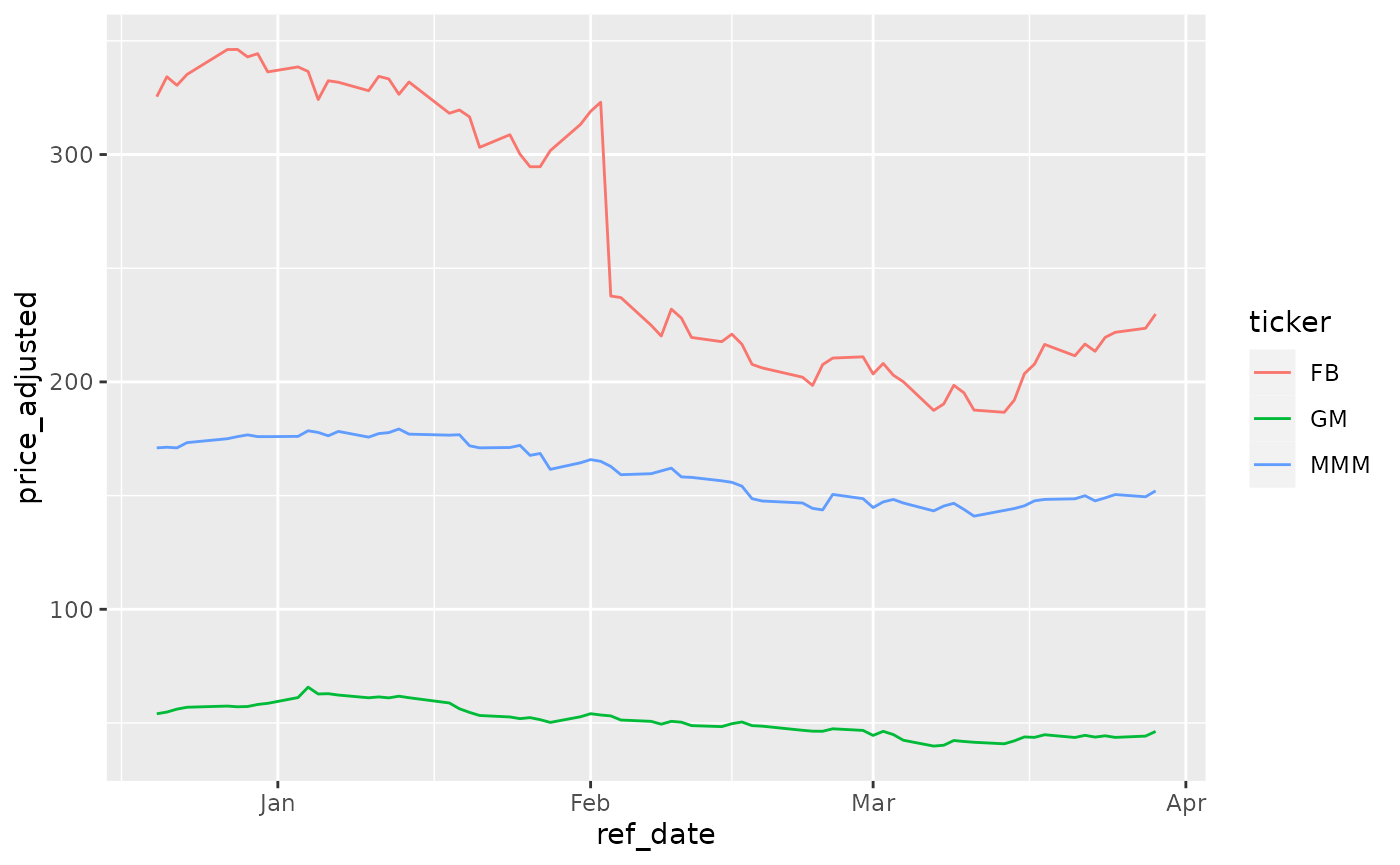 price_adjusted
300
200
100
Jan
Feb
Mar
Apr
ref_date
ticker
FB
GM
MMM